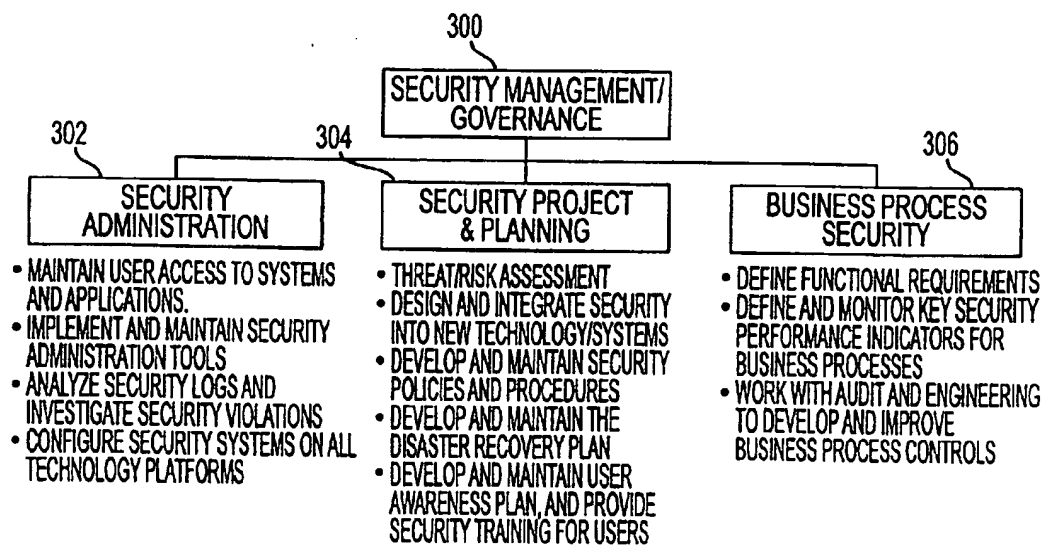 300
SECURITY MANAGEMENT/
GOVERNANCE
302
SECURITY
ADMINISTRATION
• MAINTAIN USER ACCESS TO SYSTEMS
AND APPLICATIONS.
• IMPLEMENT AND MAINTAIN SECURITY
ADMINISTRATION TOOLS
• ANALYZE SECURITY LOGS AND
INVESTIGATE SECURITY VIOLATIONS
• CONFIGURE SECURITY SYSTEMS ON ALL
TECHNOLOGY PLATFORMS
304
SECURITY PROJECT
& PLANNING
• THREAT/RISK ASSESSMENT
• DESIGN AND INTEGRATE SECURITY
INTO NEW TECHNOLOGY/SYSTEMS
• DEVELOP AND MAINTAIN SECURITY
POLICIES AND PROCEDURES
• DEVELOP AND MAINTAIN THE
DISASTER RECOVERY PLAN
• DEVELOP AND MAINTAIN USER
AWARENESS PLAN, AND PROVIDE
SECURITY TRAINING FOR USERS
306
BUSINESS PROCESS
SECURITY
• DEFINE FUNCTIONAL REQUIREMENTS
• DEFINE AND MONITOR KEY SECURITY
PERFORMANCE INDICATORS FOR
BUSINESS PROCESSES
• WORK WITH AUDIT AND ENGINEERING
TO DEVELOP AND IMPROVE
BUSINESS PROCESS CONTROLS